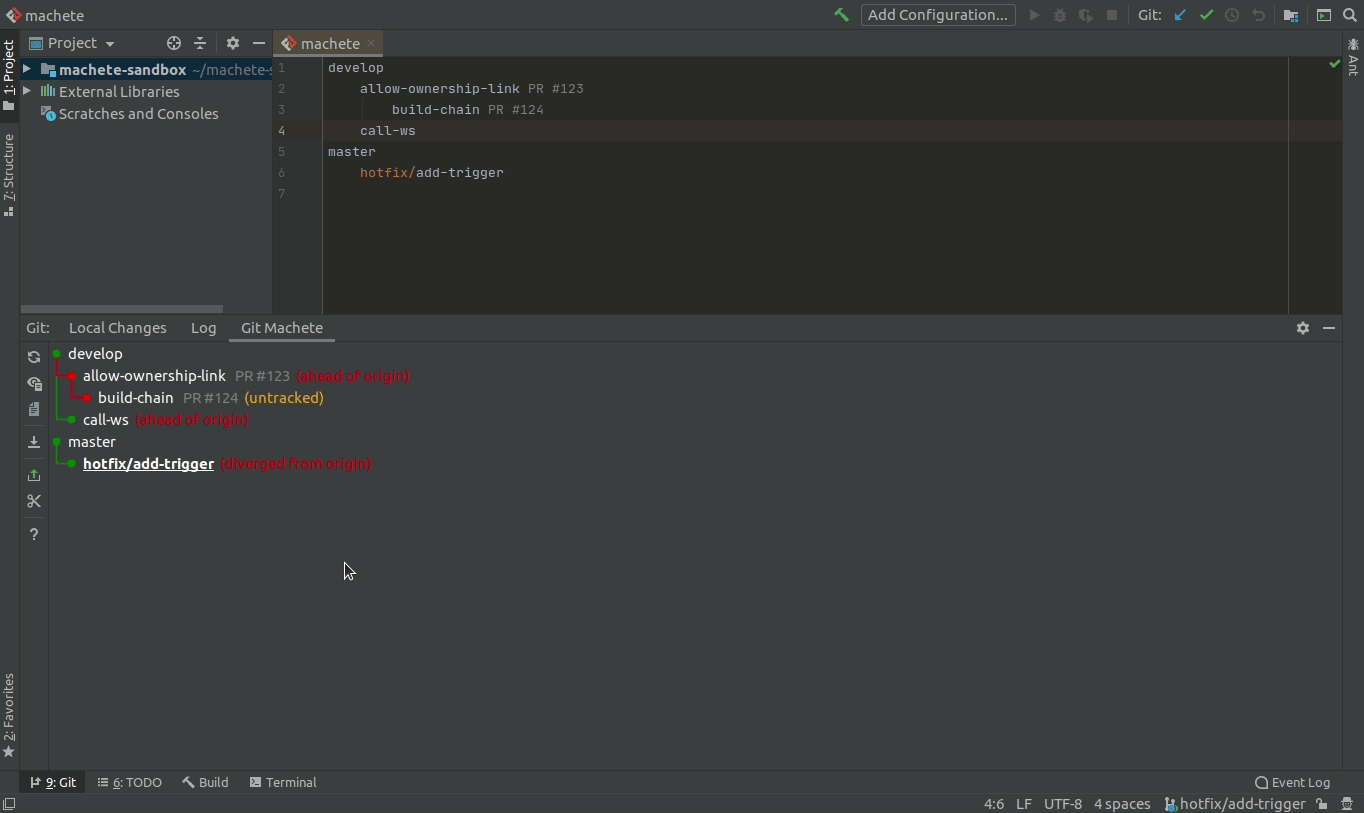 machete
Add Configuration...
Git:
1: Project
Project
machete
machete-sandbox ~/machete-s
External Libraries
Scratches and Consoles
7: Structure
Ant
1 develop
2 allow-ownership-link PR #123
3 build-chain PR #124
4 call-ws
5 master
6 hotfix/add-trigger
7
Git: Local Changes Log Git Machete
develop
allow-ownership-link PR #123 (ahead of origin)
build-chain PR #124 (untracked)
call-ws (ahead of origin)
master
hotfix/add-trigger (diverged from origin)
?
2: Favorites
9: Git 6: TODO Build Terminal Event Log
4:6 LF UTF-8 4 spaces hotfix/add-trigger